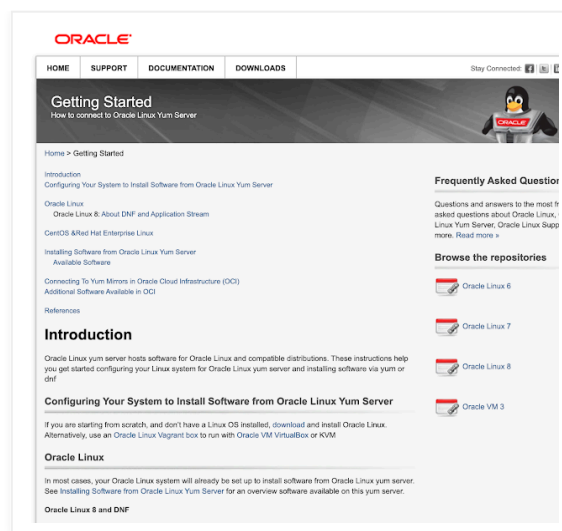 ORACLE
HOME SUPPORT DOCUMENTATION DOWNLOADS
Stay Connected:
Getting Started
How to connect to Oracle Linux Yum Server
ORACLE
Home > Getting Started
Introduction
Configuring Your System to Install Software from Oracle Linux Yum Server
Oracle Linux
Oracle Linux 8: About DNF and Application Stream
CentOS &Red Hat Enterprise Linux
Installing Software from Oracle Linux Yum Server
Available Software
Connecting To Yum Mirrors in Oracle Cloud Infrastructure (OCI)
Additional Software Available in OCI
References
Introduction
Oracle Linux yum server hosts software for Oracle Linux and compatible distributions. These instructions help
you get started configuring your Linux system for Oracle Linux yum server and installing software via yum or
dnf
Configuring Your System to Install Software from Oracle Linux Yum Server
If you are starting from scratch, and don't have a Linux OS installed, download and install Oracle Linux.
Alternatively, use an Oracle Linux Vagrant box to run with Oracle VM VirtualBox or KVM
Oracle Linux
In most cases, your Oracle Linux system will already be set up to install software from Oracle Linux yum server.
See Installing Software from Oracle Linux Yum Server for an overview software available on this yum server.
Oracle Linux 8 and DNF
Frequently Asked Question
Questions and answers to the most fr
asked questions about Oracle Linux,
Linux Yum Server, Oracle Linux Supp
more. Read more »
Browse the repositories
Oracle Linux 6
Oracle Linux 7
Oracle Linux 8
Oracle VM 3